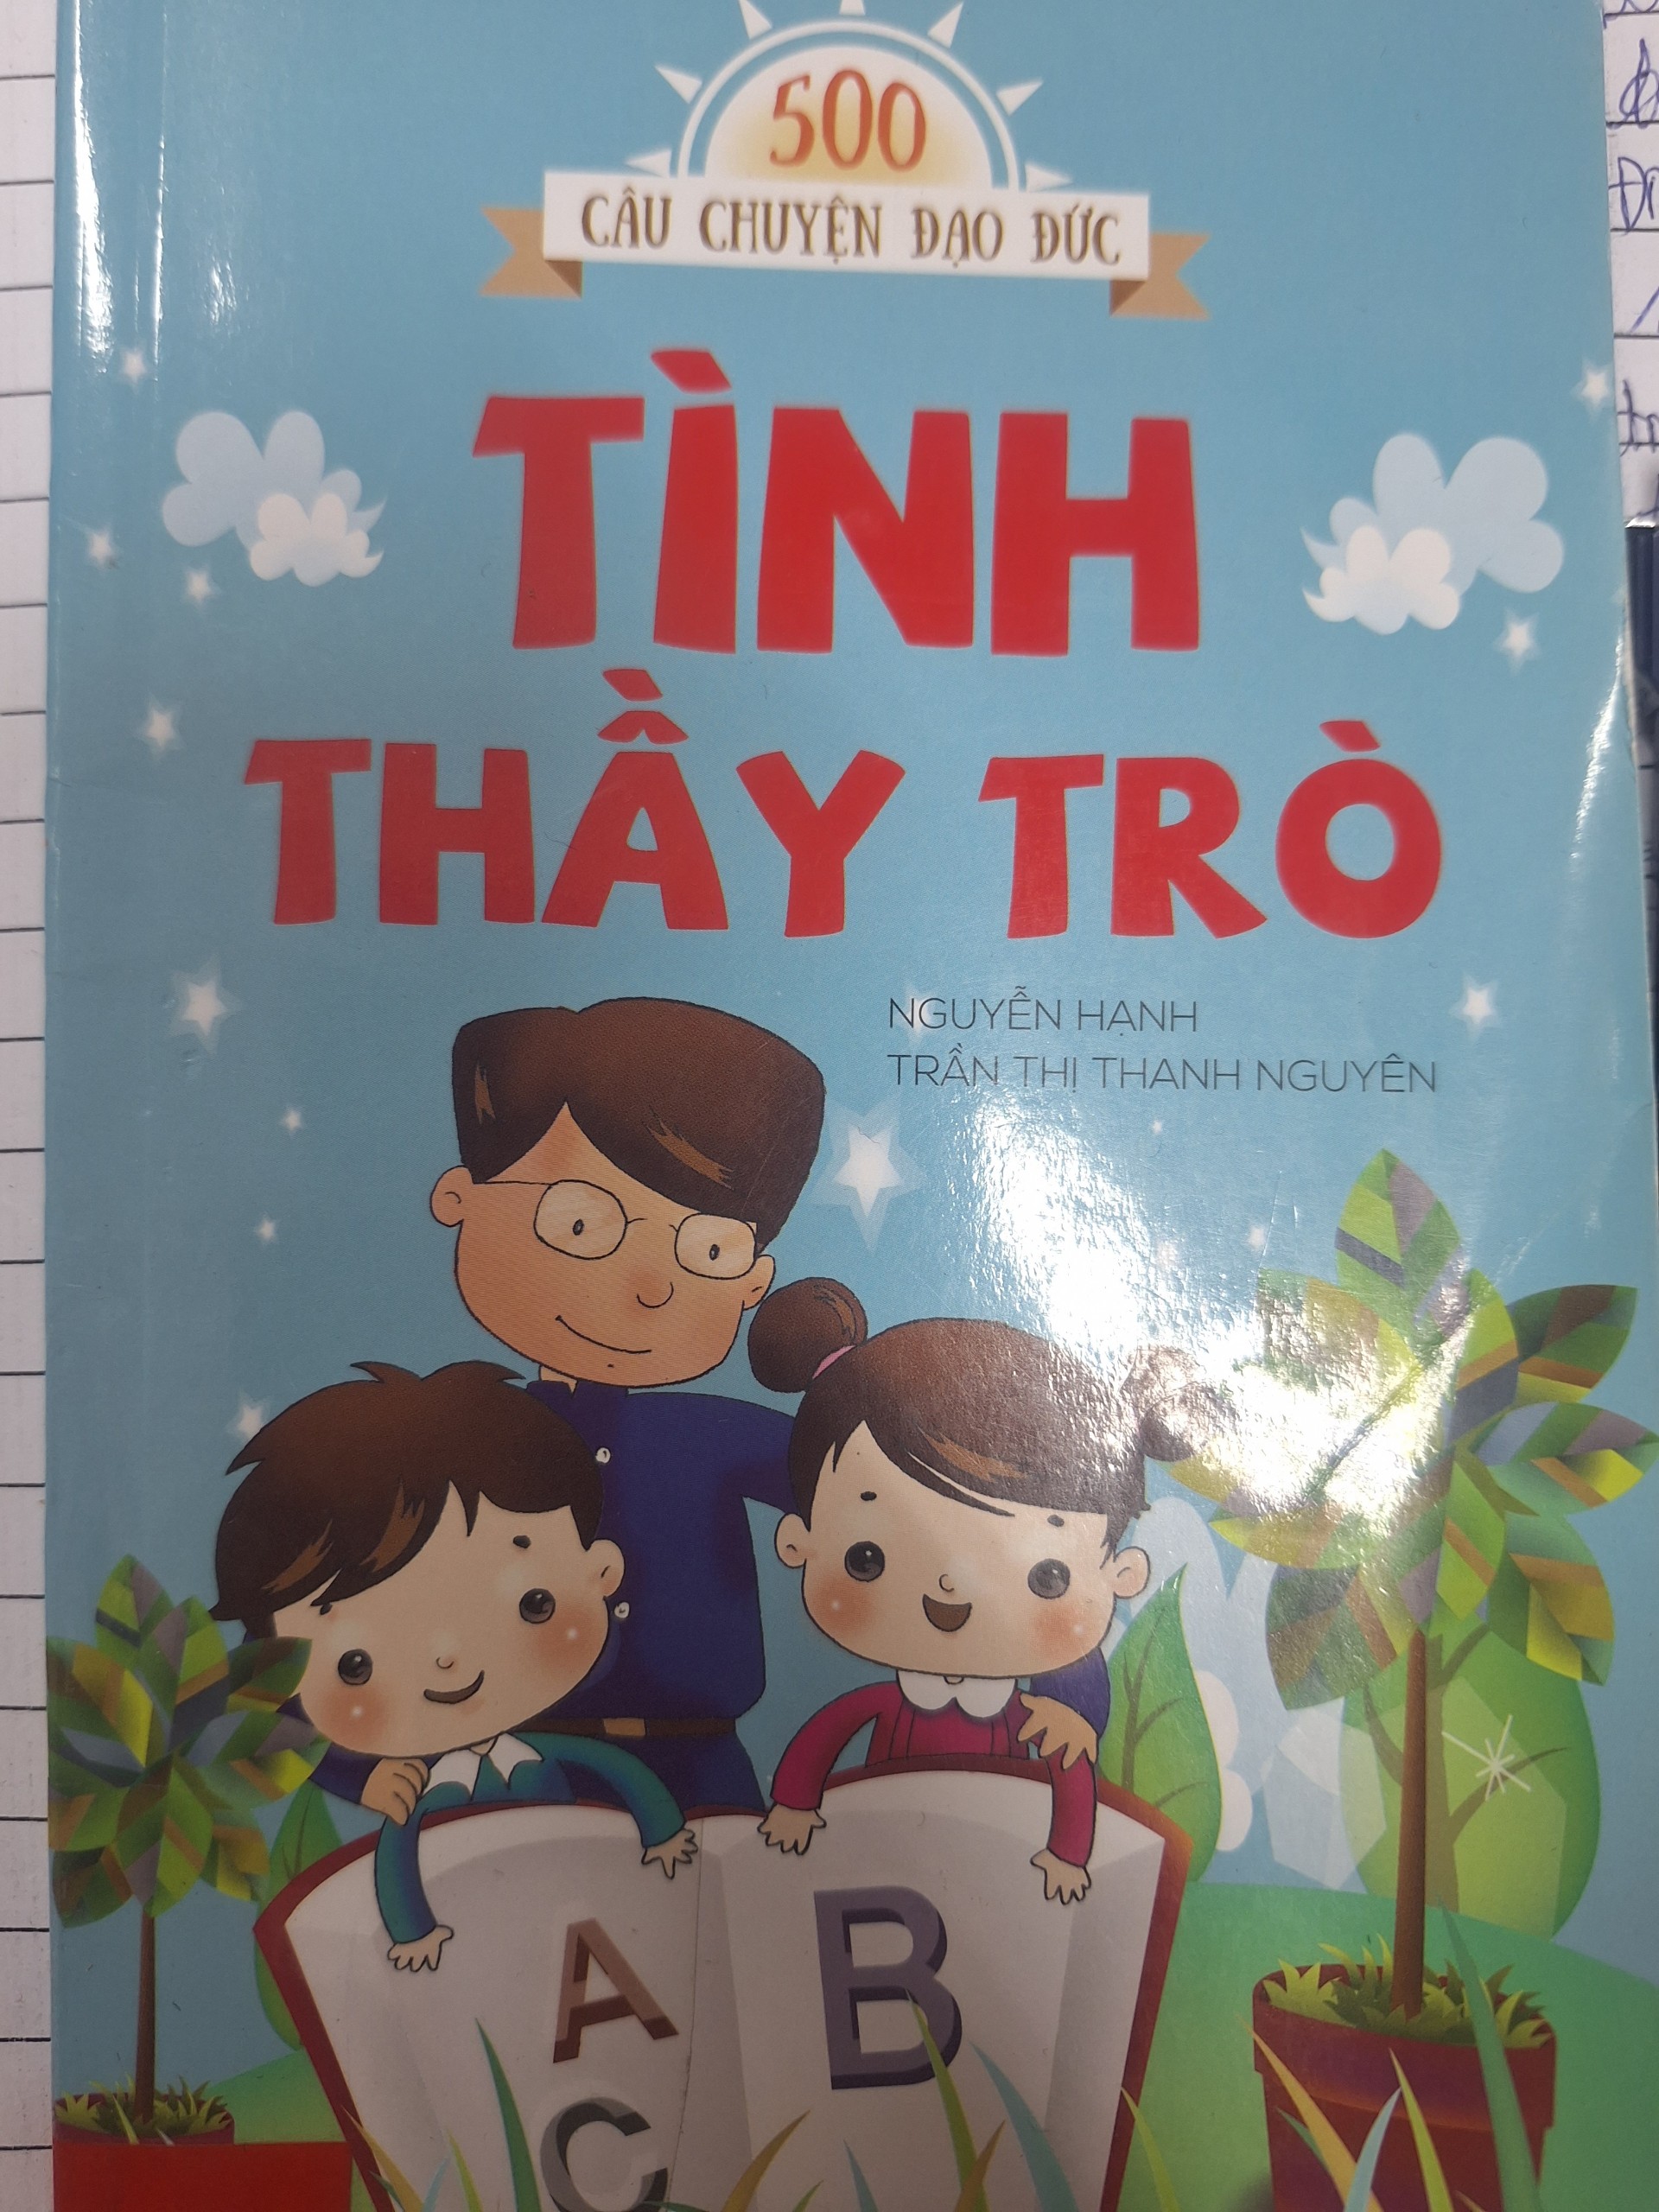 500
CÂU CHUYỆN ĐẠO ĐỨC
TÌNH
THẦY TRÒ
NGUYỄN HẠNH
TRẦN THỊ THANH NGUYÊN
A B
C